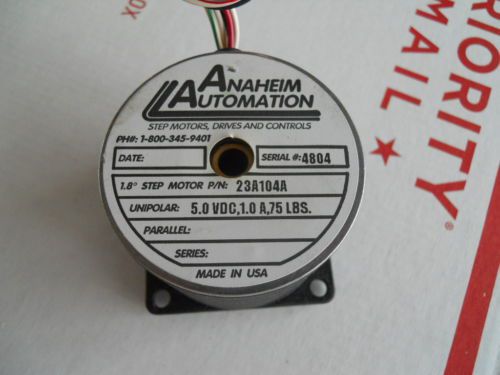 ANAHEIM
AUTOMATION
STEP MOTORS, DRIVES AND CONTROLS
PH#: 1-800-345-9401
DATE:
SERIAL #: 4804
1.8° STEP MOTOR P/N: 23A104A
UNIPOLAR: 5.0 VDC,1.0 A,75 LBS.
PARALLEL:
SERIES:
MADE IN USA
PRIORITY
★ MAIL ★